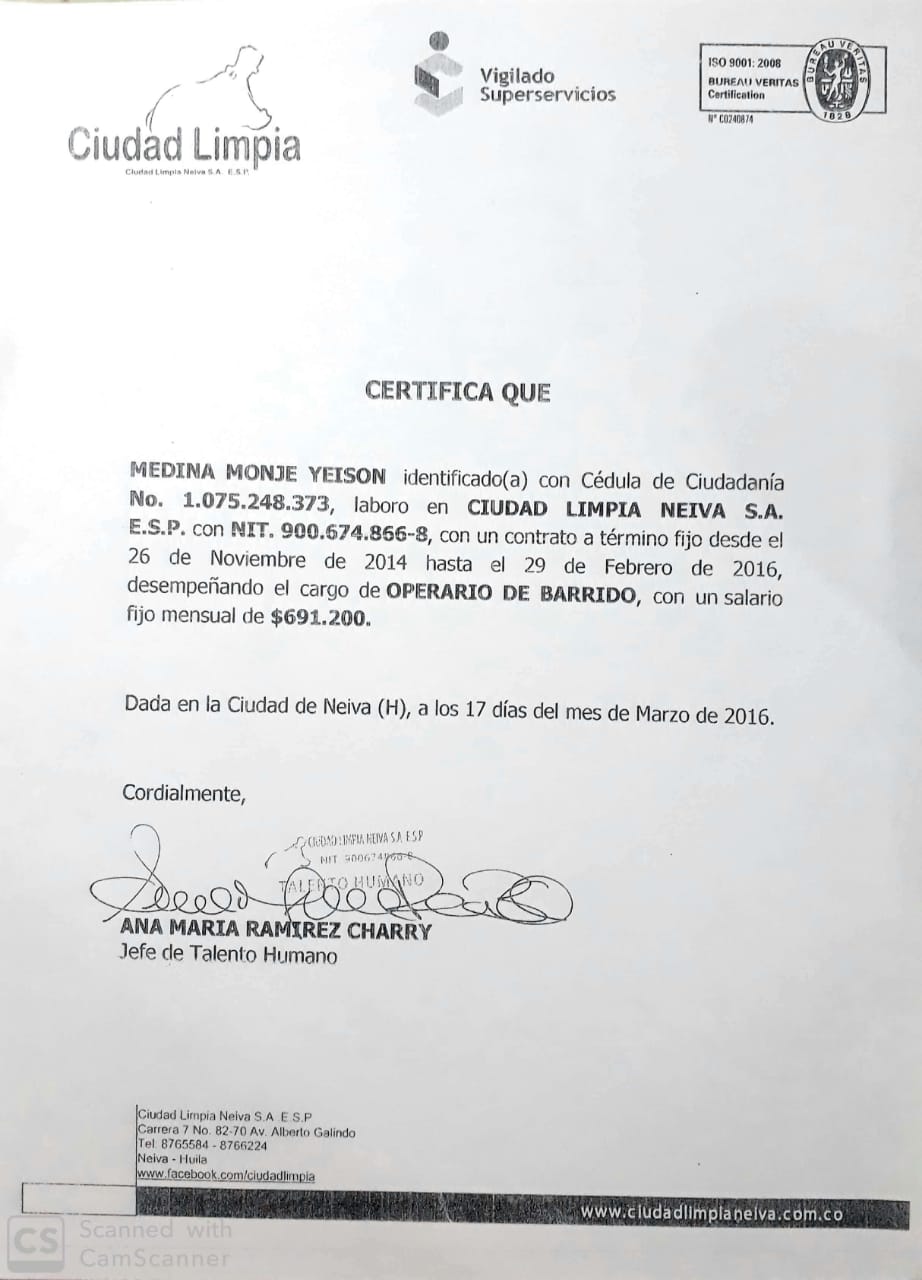 Ciudad Limpia
Ciudad Limpia Neiva S.A. E.S.P.
Vigilado
Superservicios
ISO 9001: 2008
BUREAU VERITAS
Certification
N° CO240874
BUREAU VERITAS
1828
CERTIFICA QUE
MEDINA MONJE YEISON identificado(a) con Cédula de Ciudadanía
No. 1.075.248.373, laboro en CIUDAD LIMPIA NEIVA S.A.
E.S.P. con NIT. 900.674.866-8, con un contrato a término fijo desde el
26 de Noviembre de 2014 hasta el 29 de Febrero de 2016,
desempeñando el cargo de OPERARIO DE BARRIDO, con un salario
fijo mensual de $691.200.
Dada en la Ciudad de Neiva (H), a los 17 días del mes de Marzo de 2016.
Cordialmente,
CIUDAD LIMPIA NEIVA S.A. E.S.P
NIT 900674866-8
TALENTO HUMANO
ANA MARIA RAMIREZ CHARRY
Jefe de Talento Humano
Ciudad Limpia Neiva S.A. E.S.P
Carrera 7 No. 82-70 Av. Alberto Galindo
Tel: 8765584 - 8766224
Neiva - Huila
www.facebook.com/ciudadlimpia
www.ciudadlimpianeiva.com.co
CS
Scanned with
CamScanner